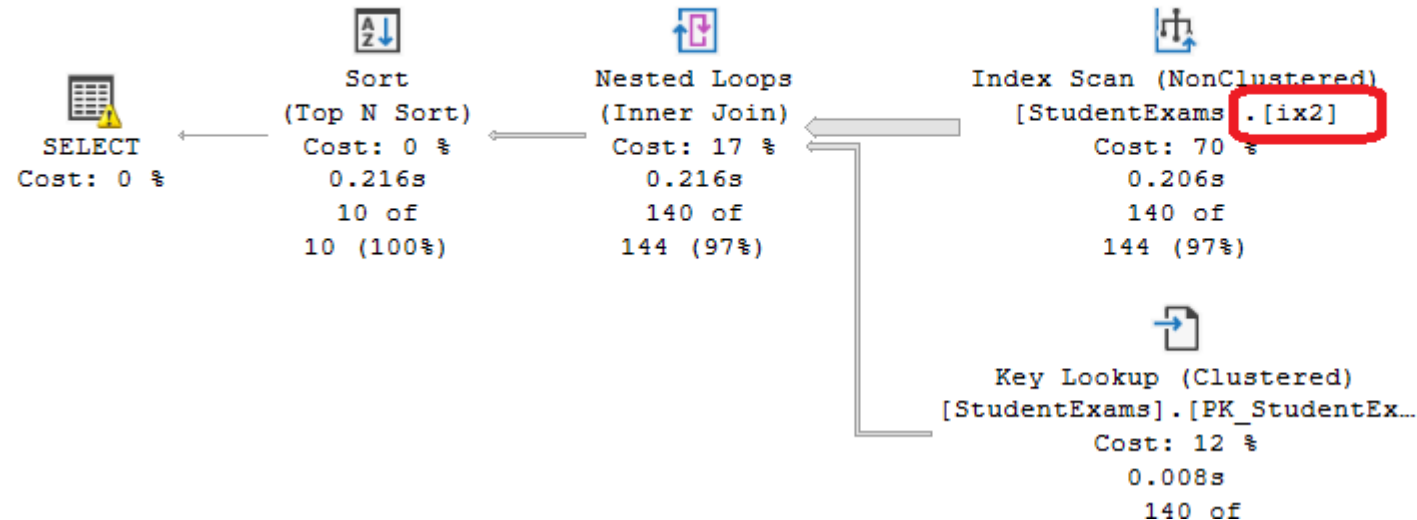 A
Z
SELECT
Cost: 0 %
Sort
(Top N Sort)
Cost: 0 %
0.216s
10 of
10 (100%)
Nested Loops
(Inner Join)
Cost: 17 %
0.216s
140 of
144 (97%)
Index Scan (NonClustered)
[StudentExams].[ix2]
Cost: 70 %
0.206s
140 of
144 (97%)
Key Lookup (Clustered)
[StudentExams].[PK_StudentEx…
Cost: 12 %
0.008s
140 of